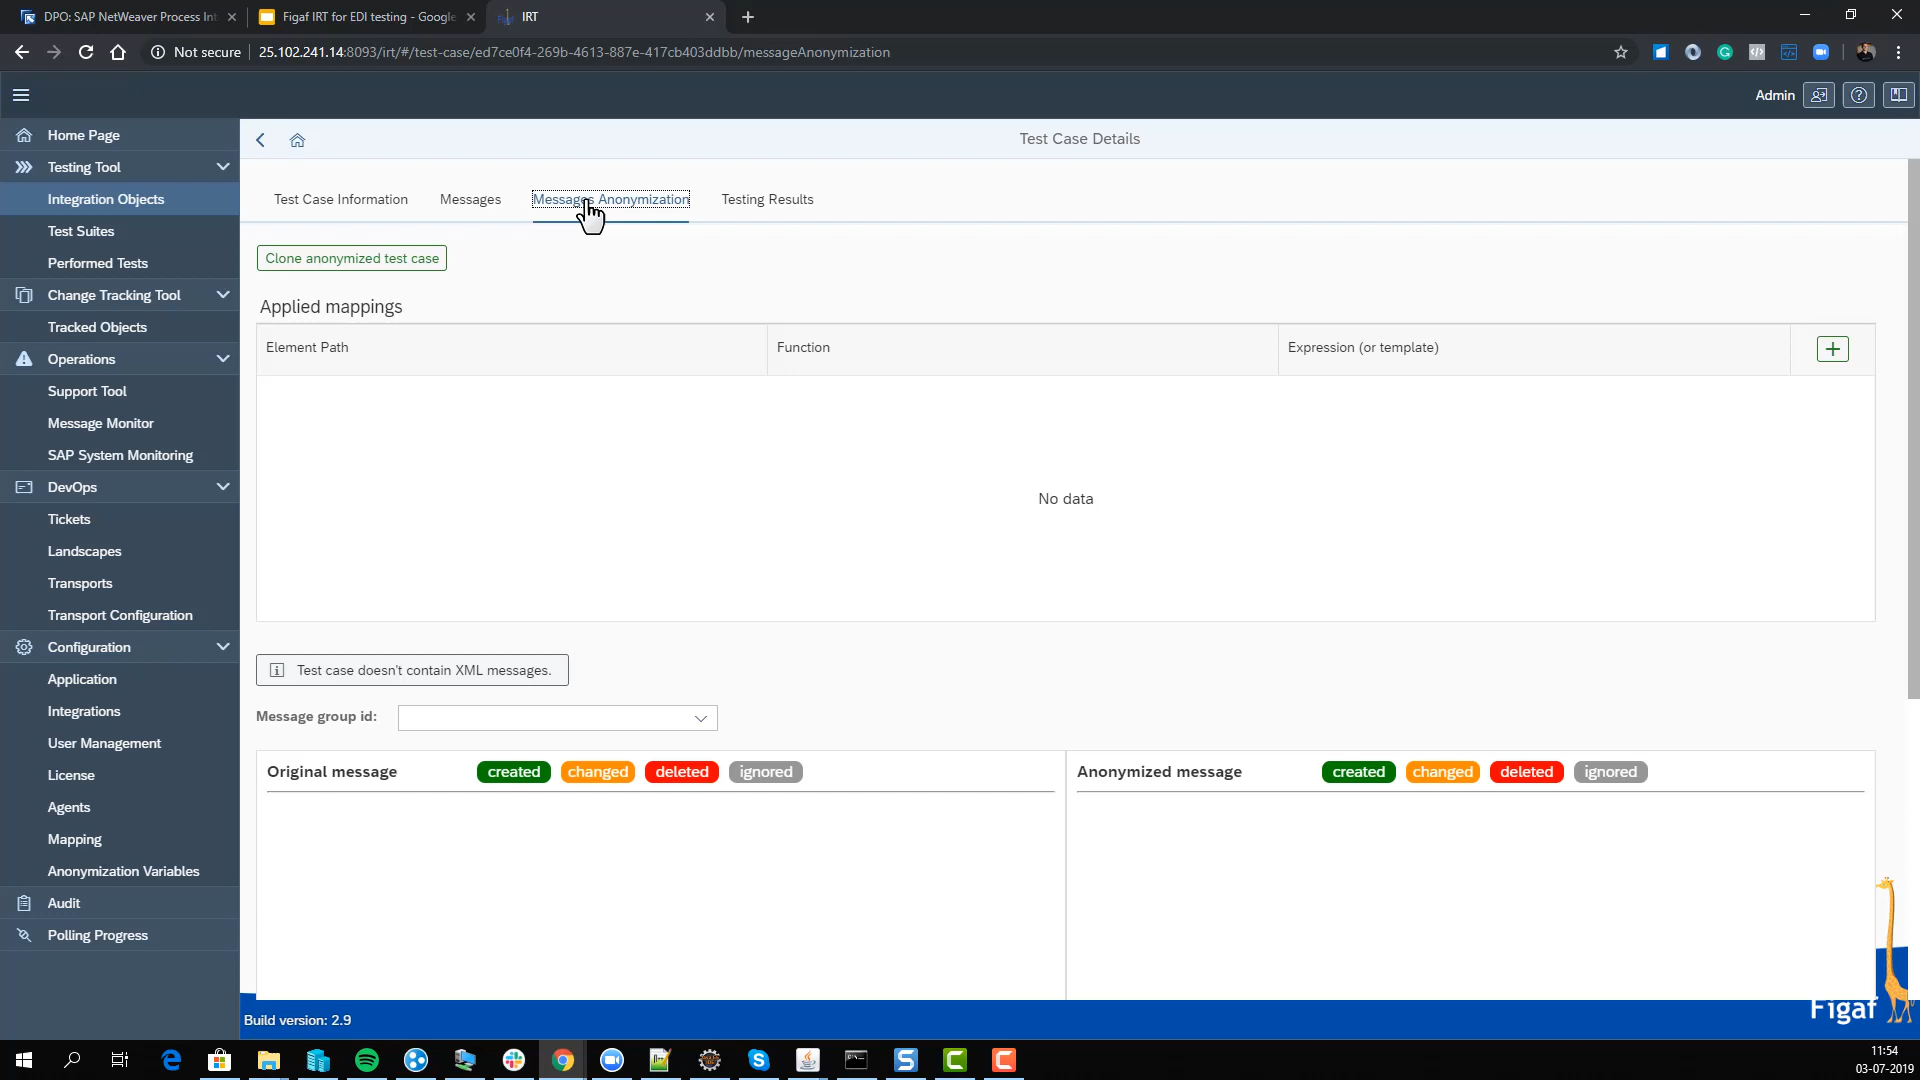 DPO: SAP NetWeaver Process Int
Figaf IRT for EDI testing - Google
IRT
Not secure
25.102.241.14:8093/irt/#/test-case/ed7ce0f4-269b-4613-887e-417cb403ddbb/messageAnonymization
Admin
Home Page
Testing Tool
Integration Objects
Test Suites
Performed Tests
Change Tracking Tool
Tracked Objects
Operations
Support Tool
Message Monitor
SAP System Monitoring
DevOps
Tickets
Landscapes
Transports
Transport Configuration
Configuration
Application
Integrations
User Management
License
Agents
Mapping
Anonymization Variables
Audit
Polling Progress
Test Case Details
Test Case Information
Messages
Messages Anonymization
Testing Results
Clone anonymized test case
Applied mappings
Element Path
Function
Expression (or template)
No data
Test case doesn't contain XML messages.
Message group id:
Original message
created
changed
deleted
ignored
Anonymized message
created
changed
deleted
ignored
Build version: 2.9
Figaf
11:54
03-07-2019